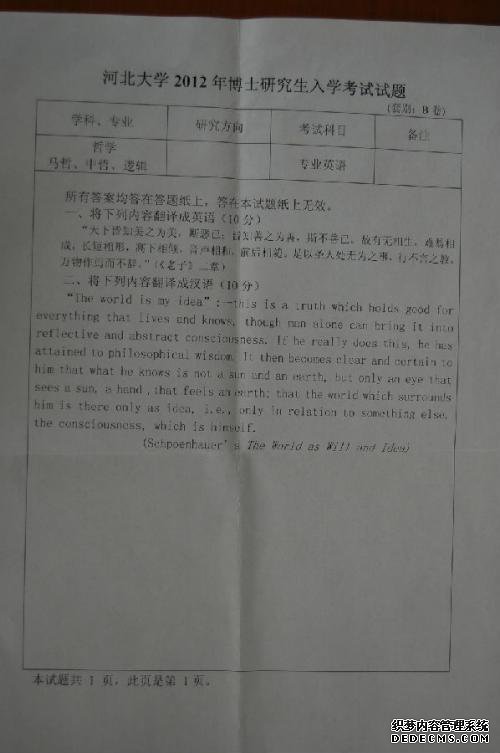 河北大学 2012 年博士研究生入学考试试题
(套别：B 卷)
学科、专业 研究方向 考试科目 备注
哲学
马哲、中哲、逻辑 专业英语
所有答案均答在答题纸上，答在本试题纸上无效。
一、将下列内容翻译成英语(10 分)
“天下皆知美之为美，斯恶已；皆知善之为善，斯不善已。故有无相生，难易相
成，长短相形，高下相倾，音声相和，前后相随。是以圣人处无为之事，行不言之教，
万物作焉而不辞。”(《老子》二章)
二、将下列内容翻译成汉语(10 分)
“The world is my idea”:—this is a truth which holds good for
everything that lives and knows, though man alone can bring it into
reflective and abstract consciousness. If he really does this, he has
attained to philosophical wisdom. It then becomes clear and certain to
him that what he knows is not a sun and an earth, but only an eye that
sees a sun, a hand ,that feels an earth; that the world which surrounds
him is there only as idea, i.e., only in relation to something else,
the consciousness, which is himself.
(Schpoenhauer's The World as Will and Idea)
本试题共 1 页，此页是第 1 页。
织梦内容管理系统
DEDECMS.COM